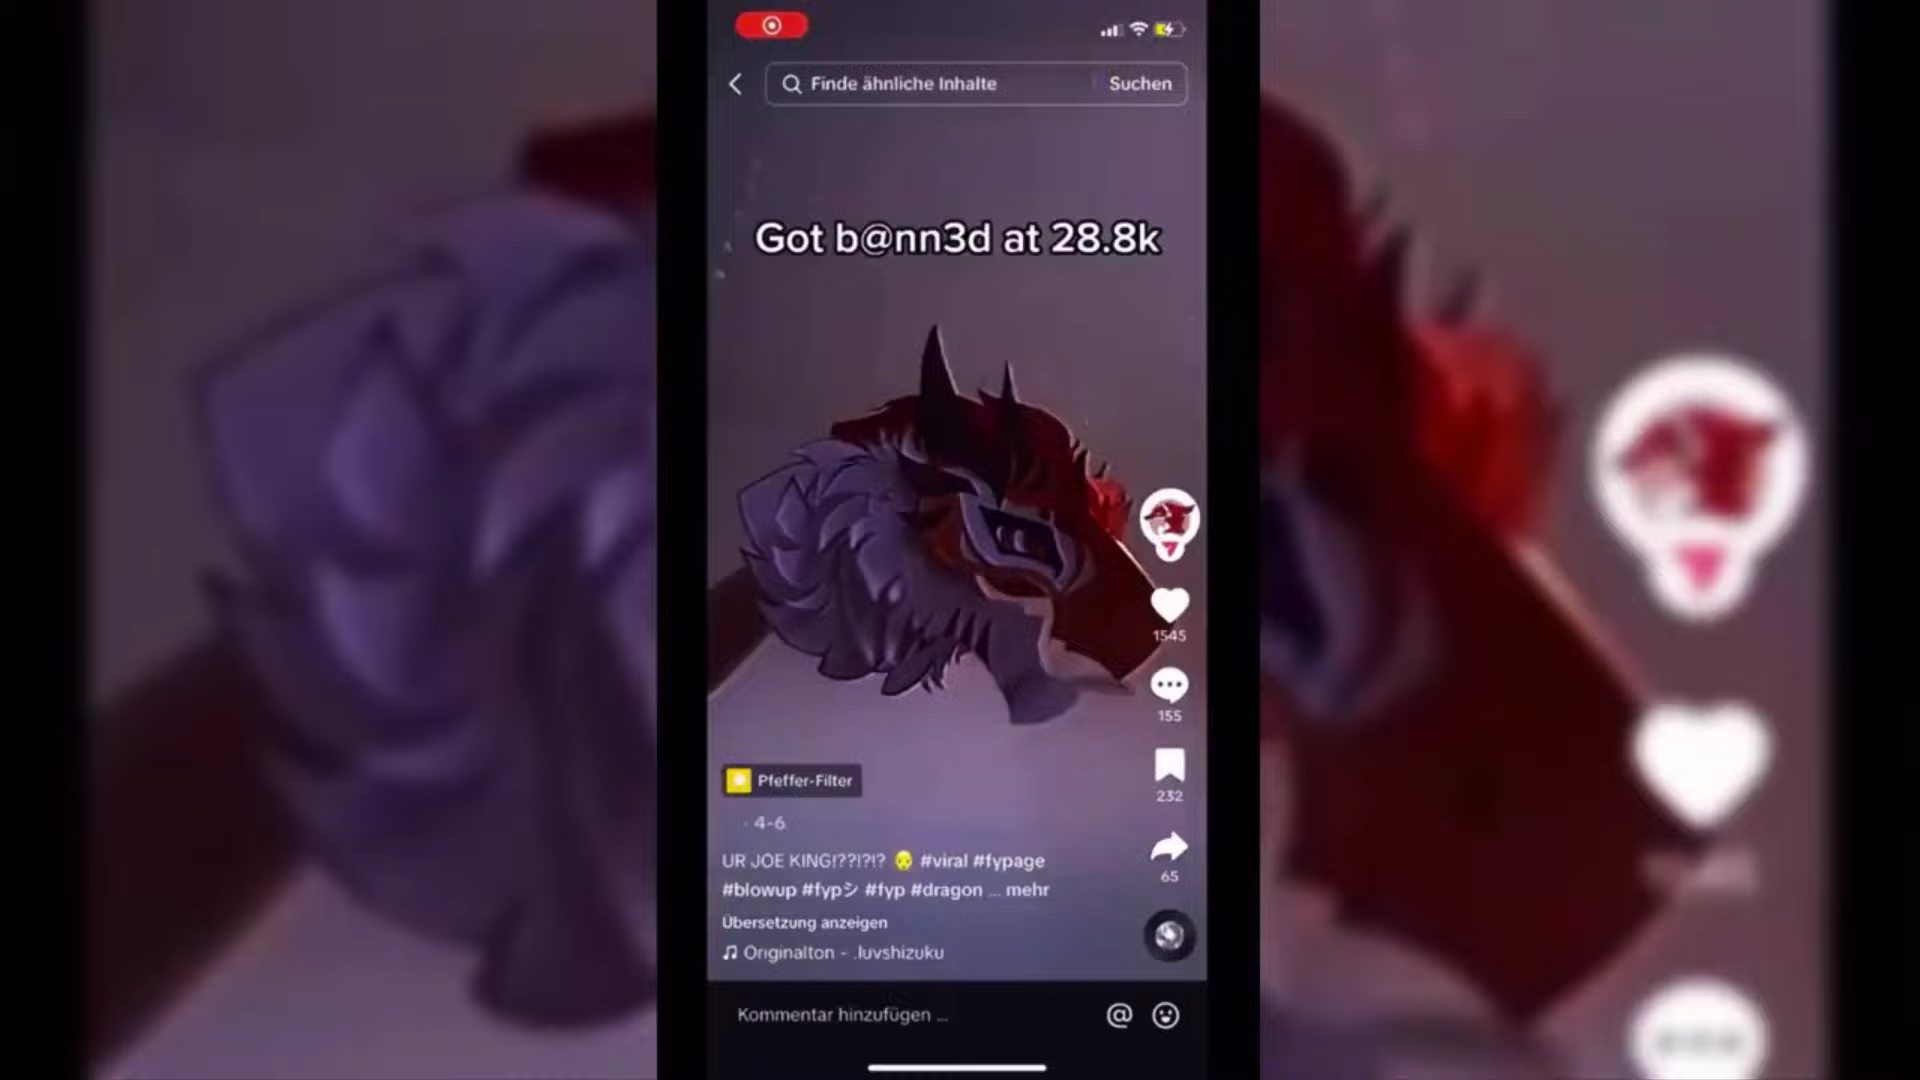 Finde ähnliche Inhalte
Suchen
Got b@nn3d at 28.8k
1545
155
232
65
Pfeffer-Filter
· 4-6
UR JOE KING!??!?!? #viral #fypage
#blowup #fypシ #fyp #dragon ... mehr
Übersetzung anzeigen
Originalton - .luvshizuku
Kommentar hinzufügen ...